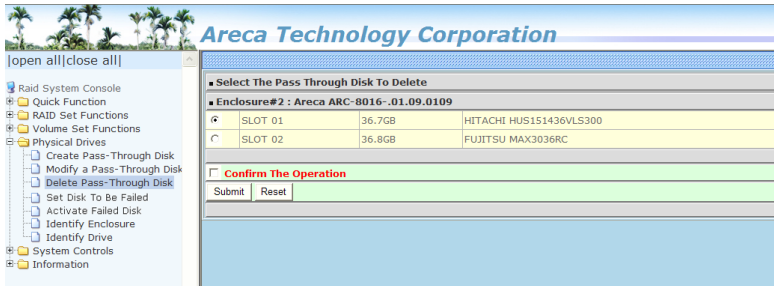 Areca Technology Corporation
|open all|close all|
Raid System Console
Quick Function
RAID Set Functions
Volume Set Functions
Physical Drives
Create Pass-Through Disk
Modify a Pass-Through Disk
Delete Pass-Through Disk
Set Disk To Be Failed
Activate Failed Disk
Identify Enclosure
Identify Drive
System Controls
Information
Select The Pass Through Disk To Delete
Enclosure#2 : Areca ARC-8016-.01.09.0109
SLOT 01 36.7GB HITACHI HUS151436VLS300
SLOT 02 36.8GB FUJITSU MAX3036RC
Confirm The Operation
Submit Reset